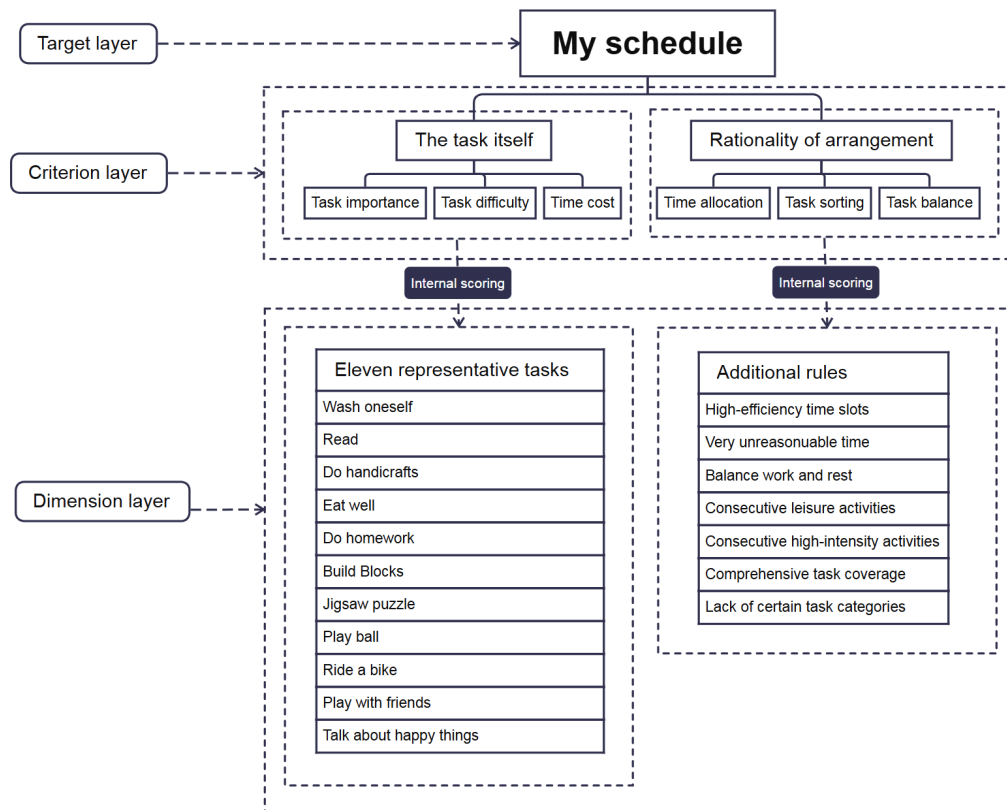 Target layer
My schedule
Criterion layer
The task itself
Rationality of arrangement
Task importance
Task difficulty
Time cost
Time allocation
Task sorting
Task balance
Internal scoring
Internal scoring
Dimension layer
Eleven representative tasks
Wash oneself
Read
Do handicrafts
Eat well
Do homework
Build Blocks
Jigsaw puzzle
Play ball
Ride a bike
Play with friends
Talk about happy things
Additional rules
High-efficiency time slots
Very unreasonuable time
Balance work and rest
Consecutive leisure activities
Consecutive high-intensity activities
Comprehensive task coverage
Lack of certain task categories